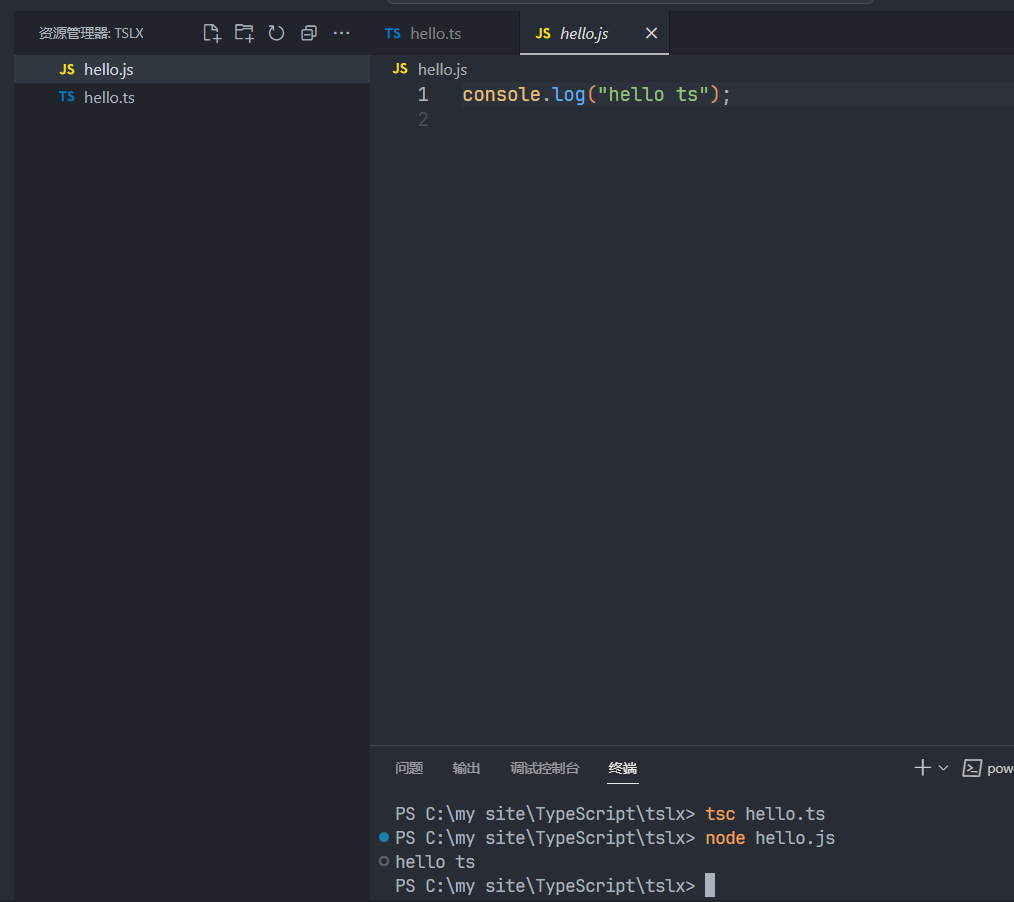 资源管理器: TSLX
TS hello.ts
JS hello.js
JS hello.js
TS hello.ts
JS hello.js
1 console.log("hello ts");
2
问题 输出 调试控制台 终端
pow
PS C:\my site\TypeScript\tslx> tsc hello.ts
PS C:\my site\TypeScript\tslx> node hello.js
hello ts
PS C:\my site\TypeScript\tslx>